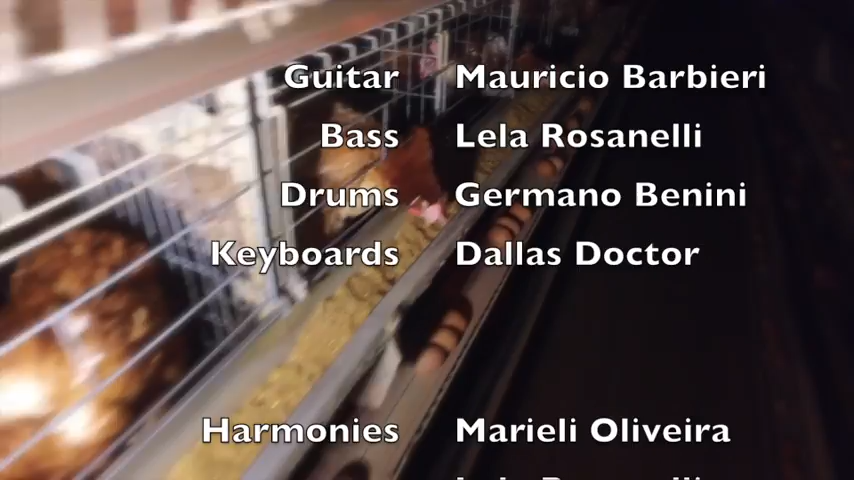 Guitar Mauricio Barbieri
Bass Lela Rosanelli
Drums Germano Benini
Keyboards Dallas Doctor
Harmonies Marieli Oliveira